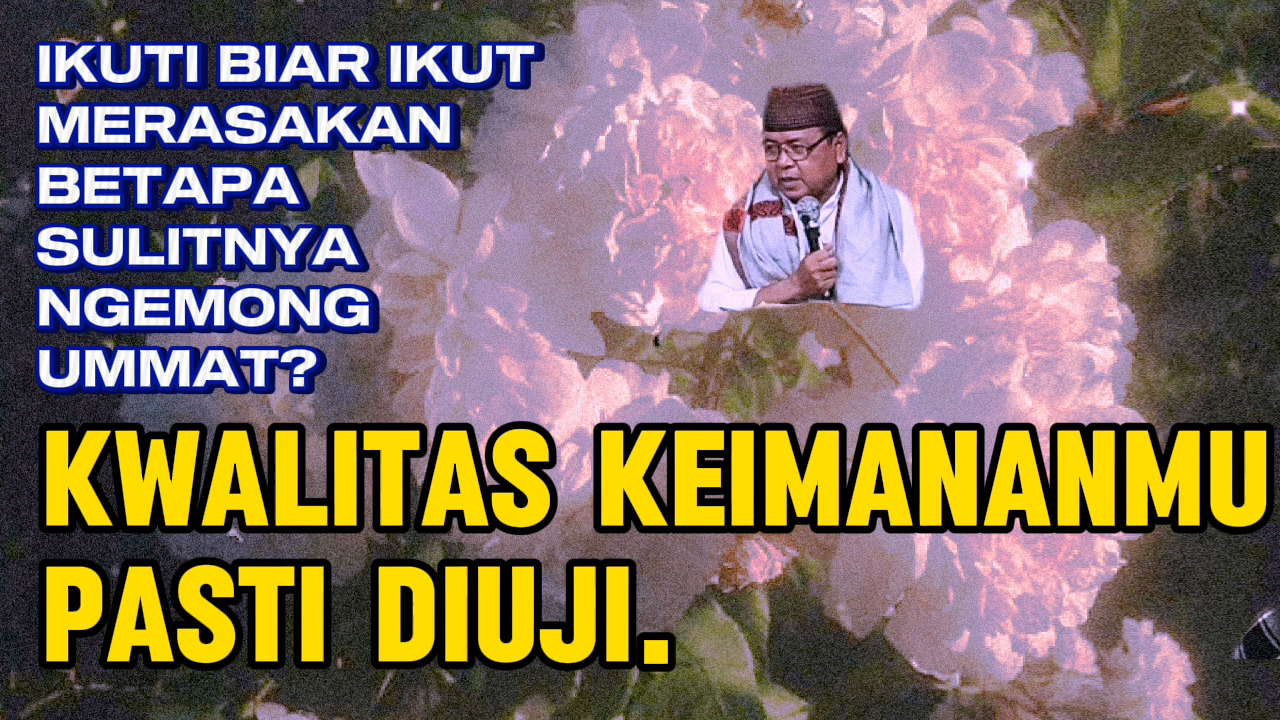 IKUTI BIAR IKUT
MERASAKAN
BETAPA
SULITNYA
NGEMONG
UMMAT?
KWALITAS KEIMANANMU
PASTI DIUJI.